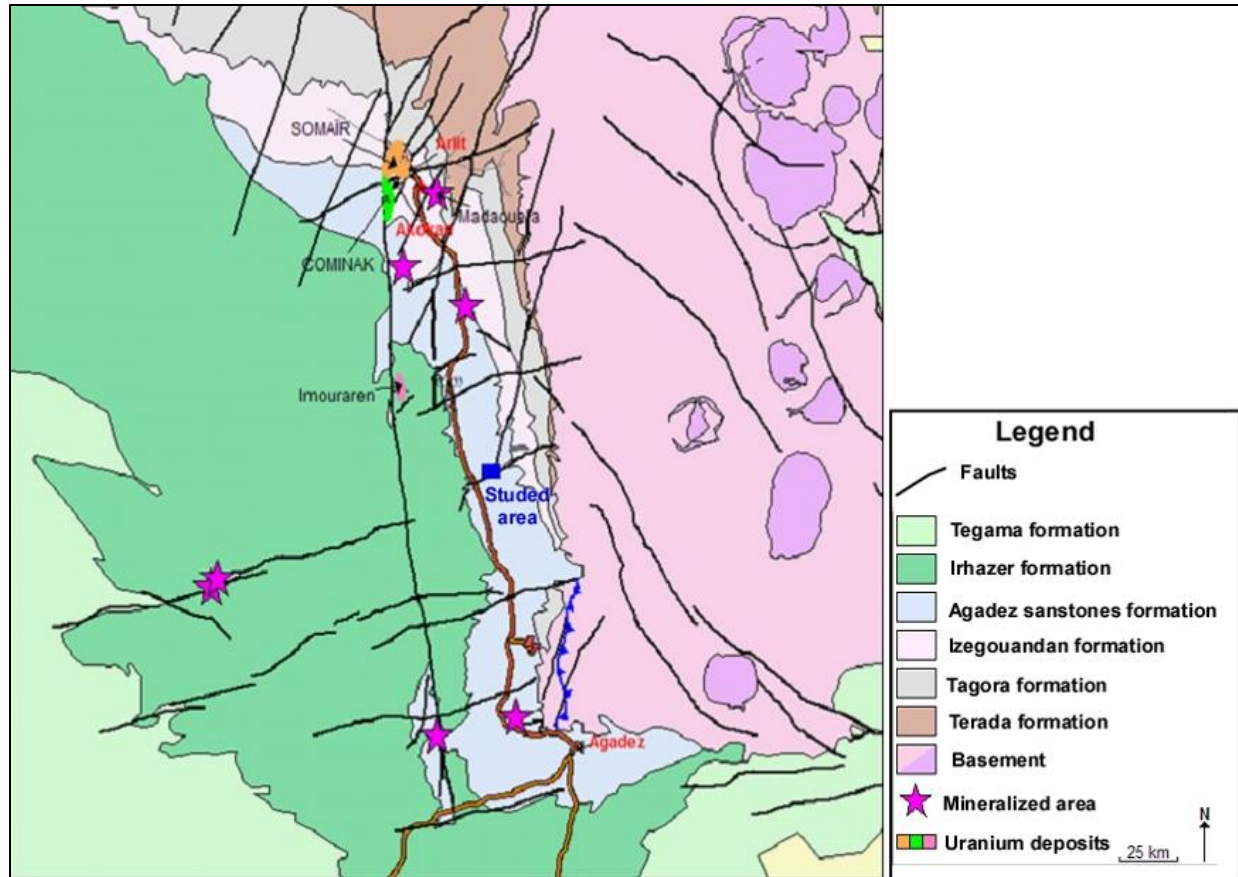 SOMAÏR
Arlit
Madaouela
Akokan
COMINAK
Imouraren
Studed
area
Agadez
Legend
Faults
Tegama formation
Irhazer formation
Agadez sanstones formation
Izegouandan formation
Tagora formation
Terada formation
Basement
Mineralized area
Uranium deposits
N
25 km